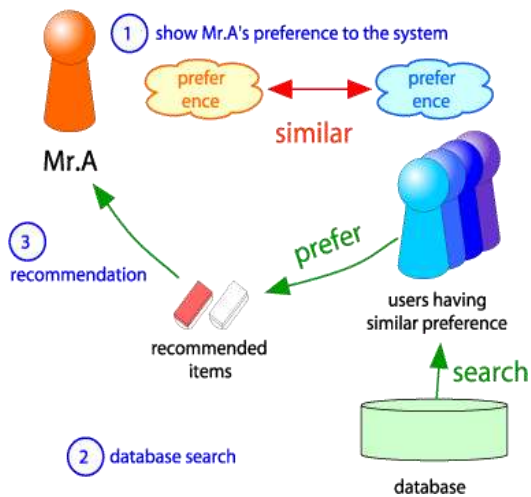 1 show Mr.A's preference to the system
prefer
ence
prefer
ence
similar
Mr.A
3
recommendation
prefer
users having
similar preference
recommended
items
search
2 database search
database